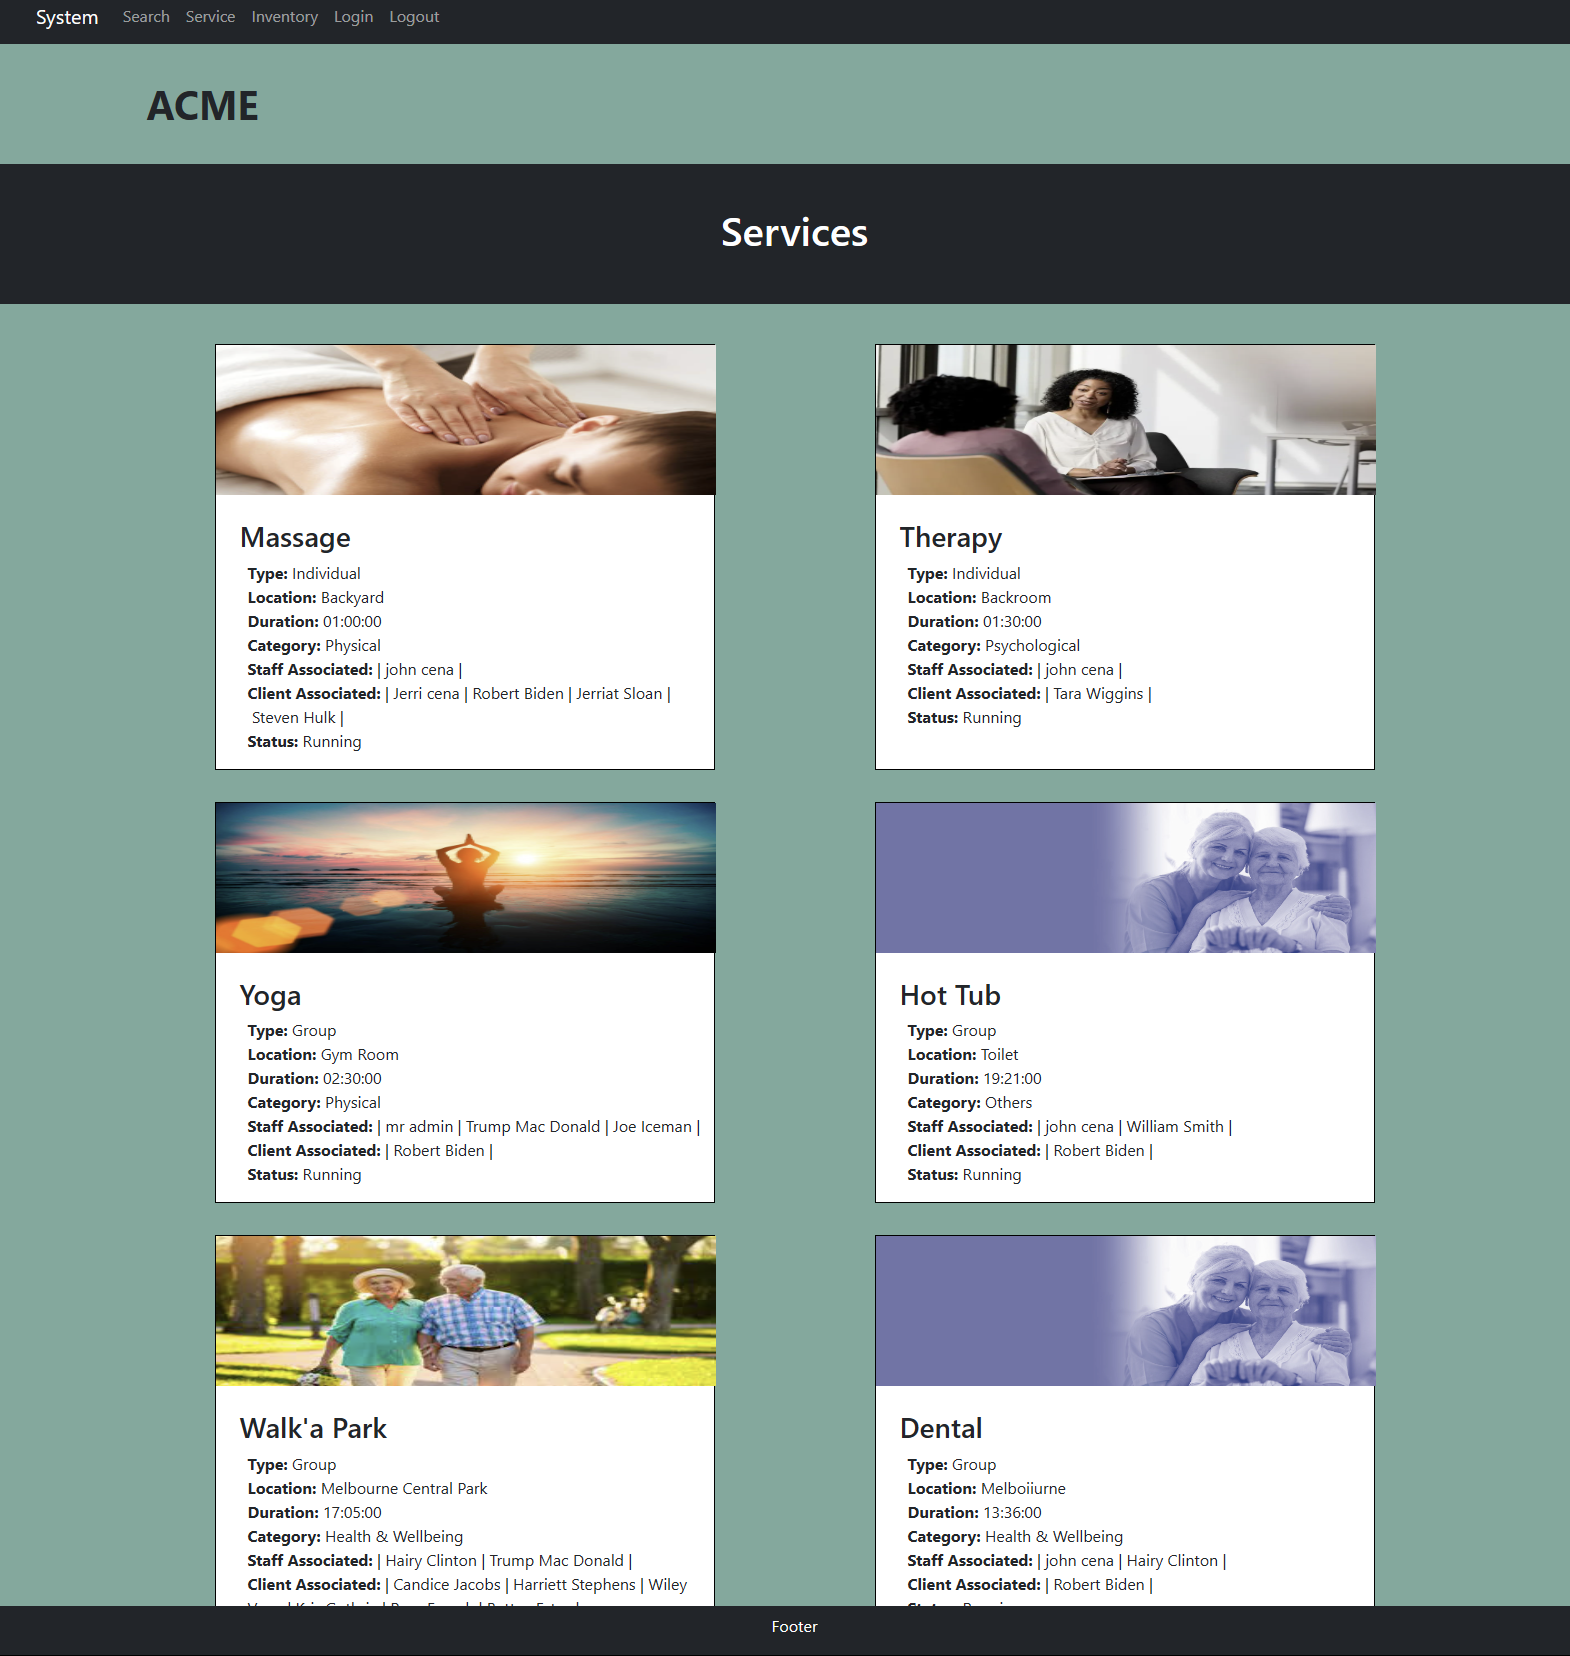 System Search Service Inventory Login Logout
ACME
Services
Massage
Type: Individual
Location: Backyard
Duration: 01:00:00
Category: Physical
Staff Associated: | john cena |
Client Associated: | Jerri cena | Robert Biden | Jerriat Sloan |
Steven Hulk |
Status: Running
Therapy
Type: Individual
Location: Backroom
Duration: 01:30:00
Category: Psychological
Staff Associated: | john cena |
Client Associated: | Tara Wiggins |
Status: Running
Yoga
Type: Group
Location: Gym Room
Duration: 02:30:00
Category: Physical
Staff Associated: | mr admin | Trump Mac Donald | Joe Iceman |
Client Associated: | Robert Biden |
Status: Running
Hot Tub
Type: Group
Location: Toilet
Duration: 19:21:00
Category: Others
Staff Associated: | john cena | William Smith |
Client Associated: | Robert Biden |
Status: Running
Walk'a Park
Type: Group
Location: Melbourne Central Park
Duration: 17:05:00
Category: Health & Wellbeing
Staff Associated: | Hairy Clinton | Trump Mac Donald |
Client Associated: | Candice Jacobs | Harriett Stephens | Wiley
Dental
Type: Group
Location: Melboiiurne
Duration: 13:36:00
Category: Health & Wellbeing
Staff Associated: | john cena | Hairy Clinton |
Client Associated: | Robert Biden |
Footer